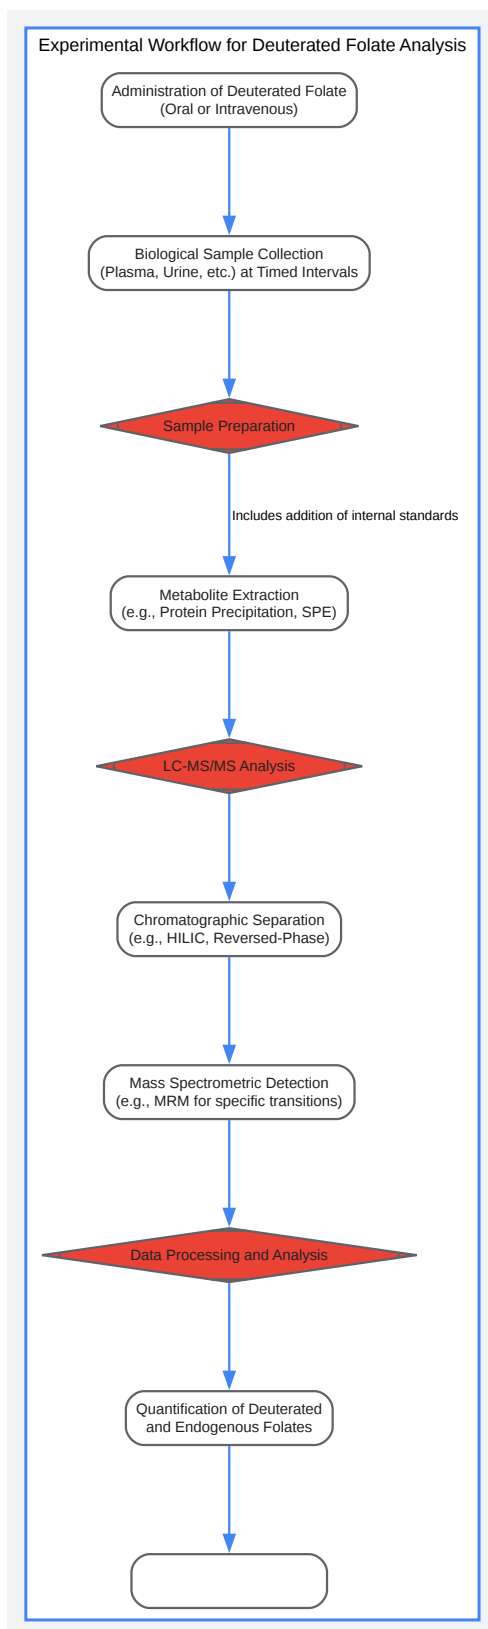 Experimental Workflow for Deuterated Folate Analysis
Administration of Deuterated Folate
(Oral or Intravenous)
Biological Sample Collection
(Plasma, Urine, etc.) at Timed Intervals
Sample Preparation
Includes addition of internal standards
Metabolite Extraction
(e.g., Protein Precipitation, SPE)
LC-MS/MS Analysis
Chromatographic Separation
(e.g., HILIC, Reversed-Phase)
Mass Spectrometric Detection
(e.g., MRM for specific transitions)
Data Processing and Analysis
Quantification of Deuterated
and Endogenous Folates